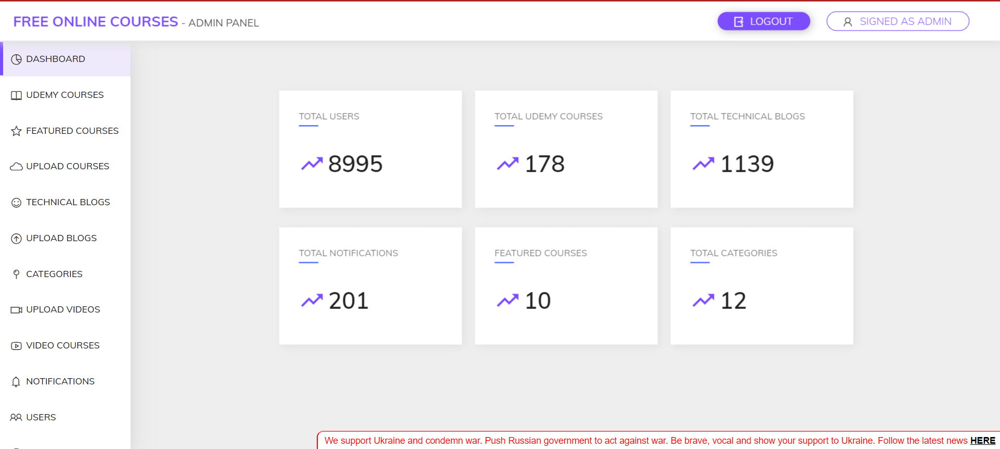 FREE ONLINE COURSES - ADMIN PANEL
LOGOUT
SIGNED AS ADMIN
DASHBOARD
UDEMY COURSES
FEATURED COURSES
UPLOAD COURSES
TECHNICAL BLOGS
UPLOAD BLOGS
CATEGORIES
UPLOAD VIDEOS
VIDEO COURSES
NOTIFICATIONS
USERS
TOTAL USERS
8995
TOTAL UDEMY COURSES
178
TOTAL TECHNICAL BLOGS
1139
TOTAL NOTIFICATIONS
201
FEATURED COURSES
10
TOTAL CATEGORIES
12
We support Ukraine and condemn war. Push Russian government to act against war. Be brave, vocal and show your support to Ukraine. Follow the latest news HERE